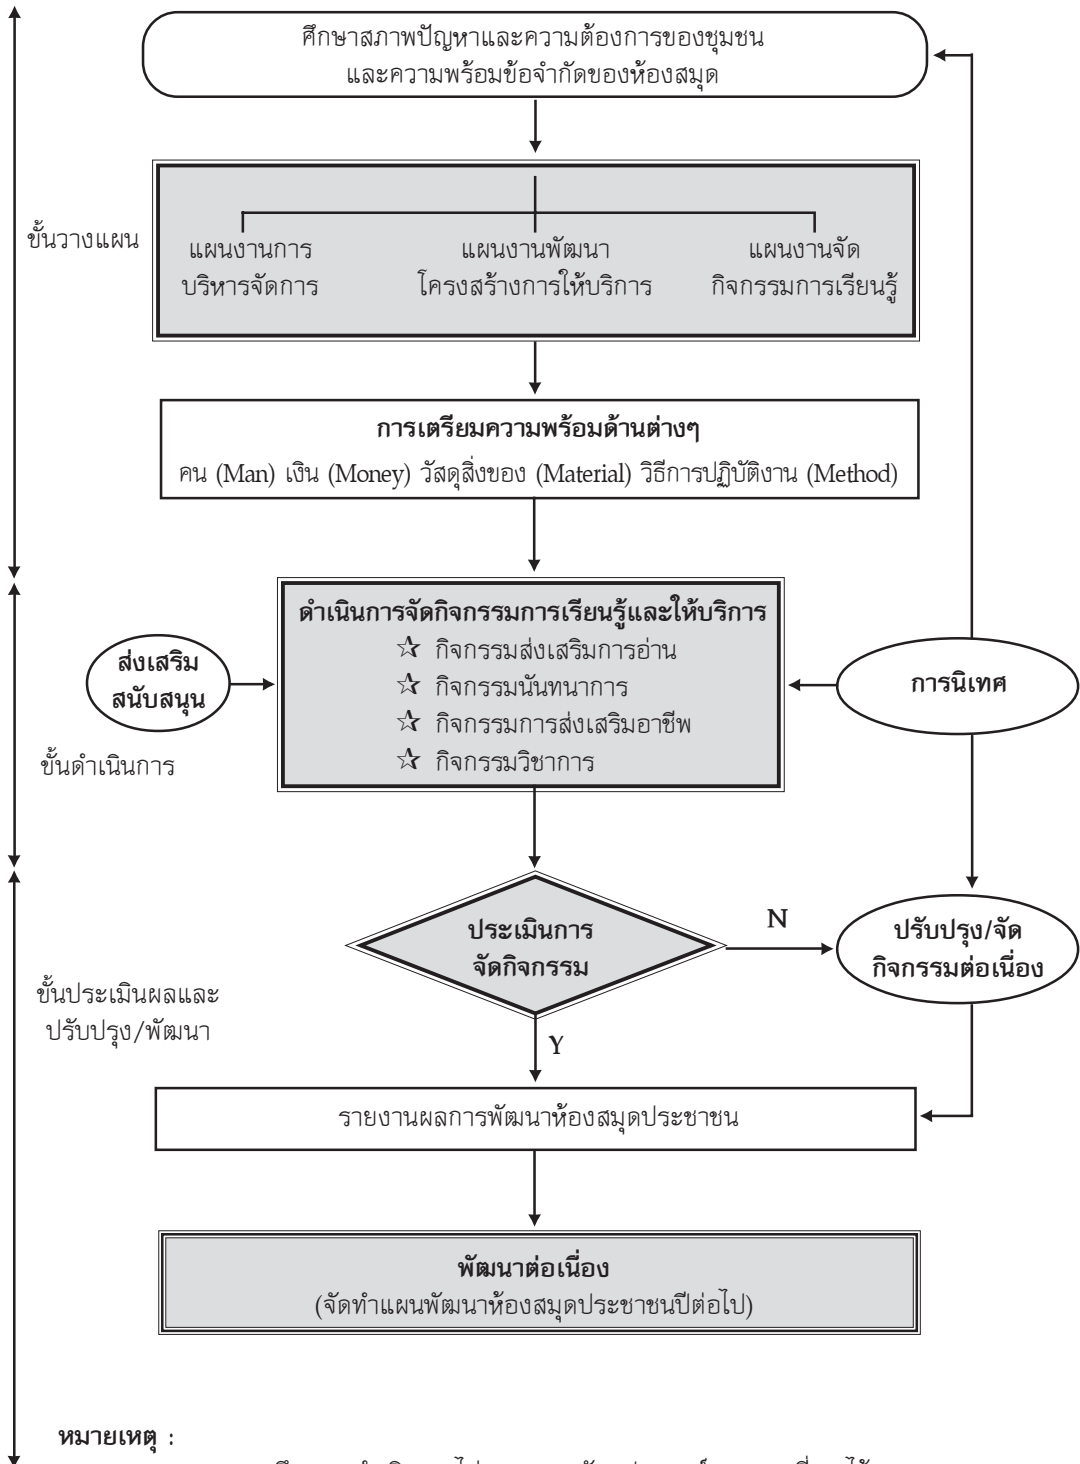 ศึกษาสภาพปัญหาและความต้องการของชุมชน
และความพร้อมข้อจำกัดของห้องสมุด
ขั้นวางแผน
แผนงานการ
บริหารจัดการ
แผนงานพัฒนา
โครงสร้างการให้บริการ
แผนงานจัด
กิจกรรมการเรียนรู้
การเตรียมความพร้อมด้านต่างๆ
คน (Man) เงิน (Money) วัสดุสิ่งของ (Material) วิธีการปฏิบัติงาน (Method)
ดำเนินการจัดกิจกรรมการเรียนรู้และให้บริการ
☆ กิจกรรมส่งเสริมการอ่าน
☆ กิจกรรมนันทนาการ
☆ กิจกรรมการส่งเสริมอาชีพ
☆ กิจกรรมวิชาการ
ส่งเสริม
สนับสนุน
การนิเทศ
ขั้นดำเนินการ
ประเมินการ
จัดกิจกรรม
N
ปรับปรุง/จัด
กิจกรรมต่อเนื่อง
ขั้นประเมินผลและ
ปรับปรุง/พัฒนา
Y
รายงานผลการพัฒนาห้องสมุดประชาชน
พัฒนาต่อเนื่อง
(จัดทำแผนพัฒนาห้องสมุดประชาชนปีต่อไป)
หมายเหตุ :